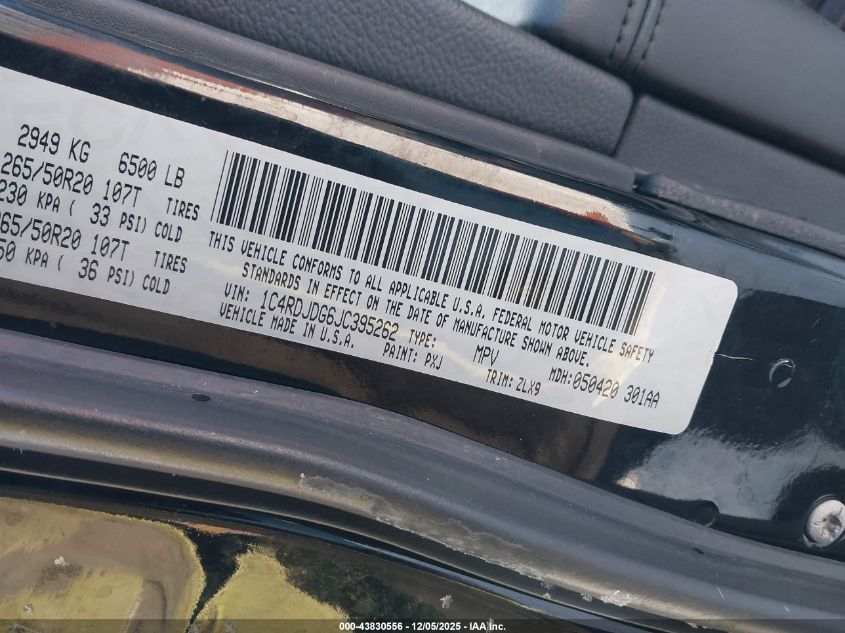 2949 KG 6500 LB
265/50R20 107T TIRES
230 KPA ( 33 PSI) COLD
265/50R20 107T TIRES
50 KPA ( 36 PSI) COLD
THIS VEHICLE CONFORMS TO ALL APPLICABLE U.S.A. FEDERAL MOTOR VEHICLE SAFETY
STANDARDS IN EFFECT ON THE DATE OF MANUFACTURE SHOWN ABOVE.
VIN: 1C4RDJDG6JC395262 TYPE: MPV MDH:050420 301AA
VEHICLE MADE IN U.S.A. PAINT: PXJ TRIM: ZLX9
000-43830556 - 12/05/2025 - IAA Inc.